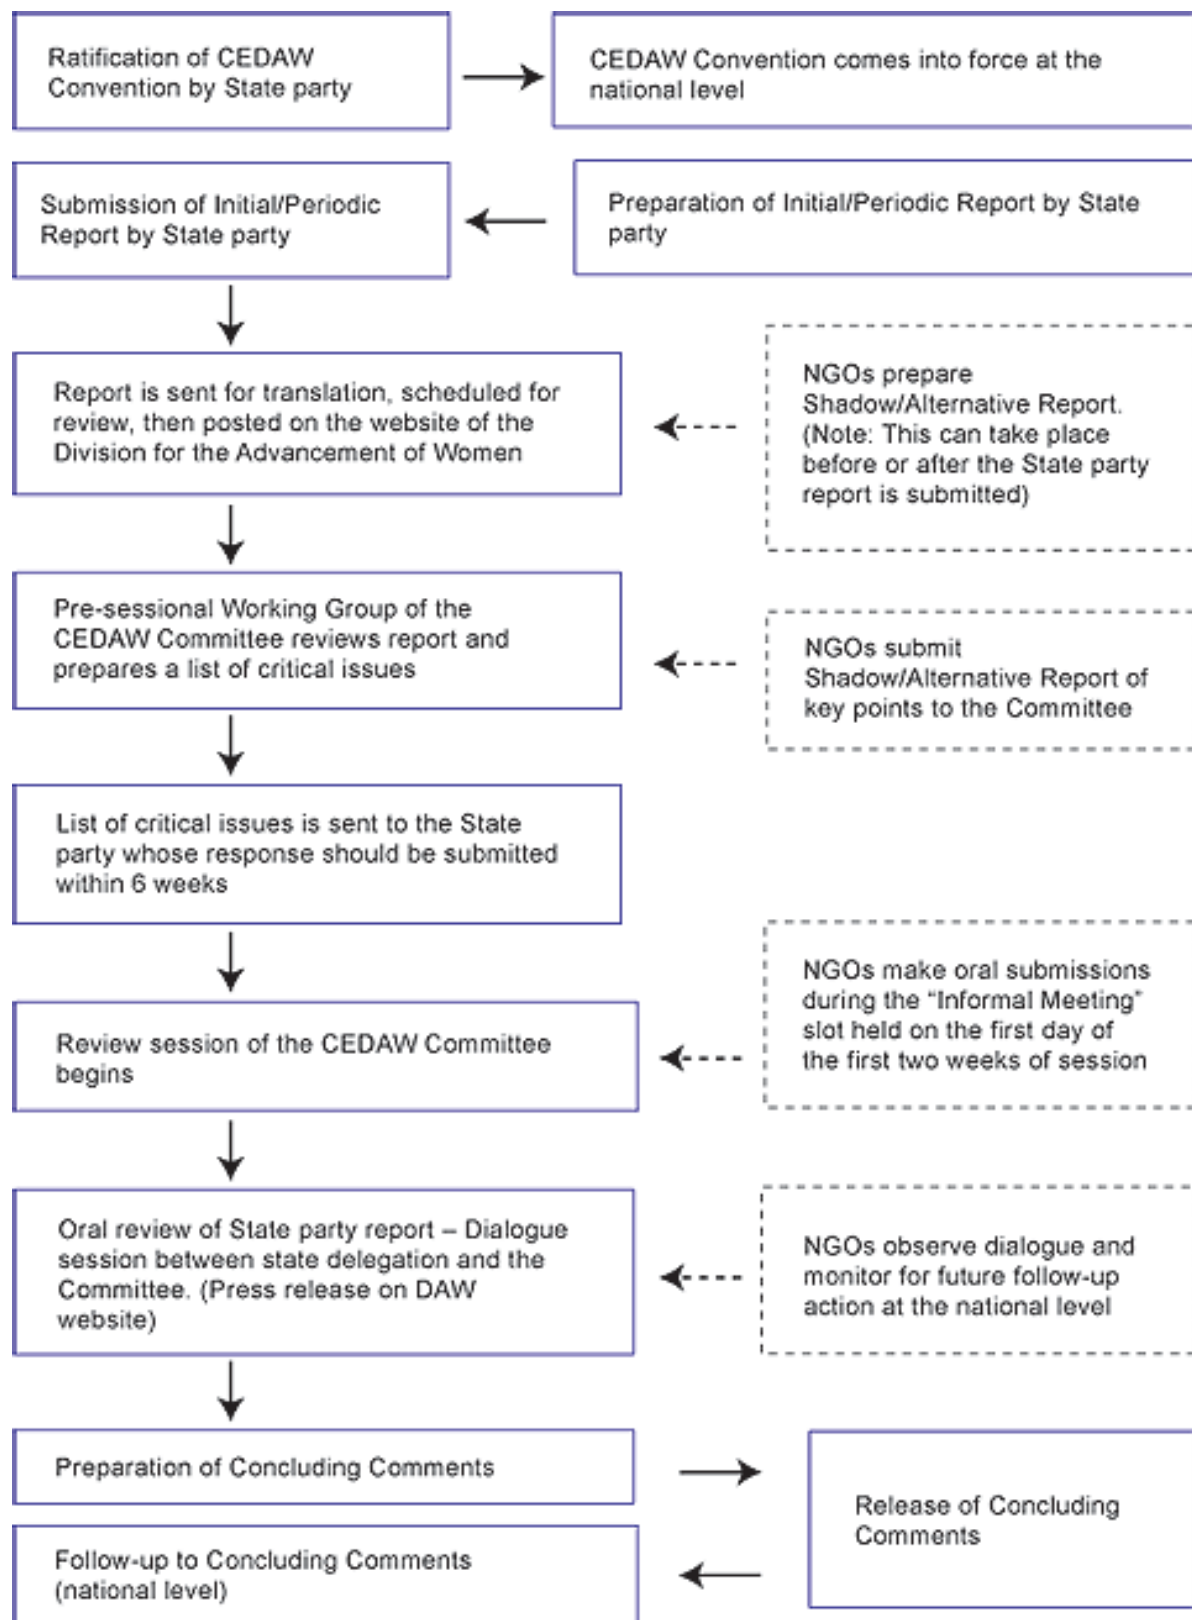 Ratification of CEDAW
Convention by State party
CEDAW Convention comes into force at the
national level
Submission of Initial/Periodic
Report by State party
Preparation of Initial/Periodic Report by State
party
Report is sent for translation, scheduled for
review, then posted on the website of the
Division for the Advancement of Women
NGOs prepare
Shadow/Alternative Report.
(Note: This can take place
before or after the State party
report is submitted)
Pre-sessional Working Group of the
CEDAW Committee reviews report and
prepares a list of critical issues
NGOs submit
Shadow/Alternative Report of
key points to the Committee
List of critical issues is sent to the State
party whose response should be submitted
within 6 weeks
NGOs make oral submissions
during the “Informal Meeting”
slot held on the first day of
the first two weeks of session
Review session of the CEDAW Committee
begins
Oral review of State party report – Dialogue
session between state delegation and the
Committee. (Press release on DAW
website)
NGOs observe dialogue and
monitor for future follow-up
action at the national level
Preparation of Concluding Comments
Release of Concluding
Comments
Follow-up to Concluding Comments
(national level)